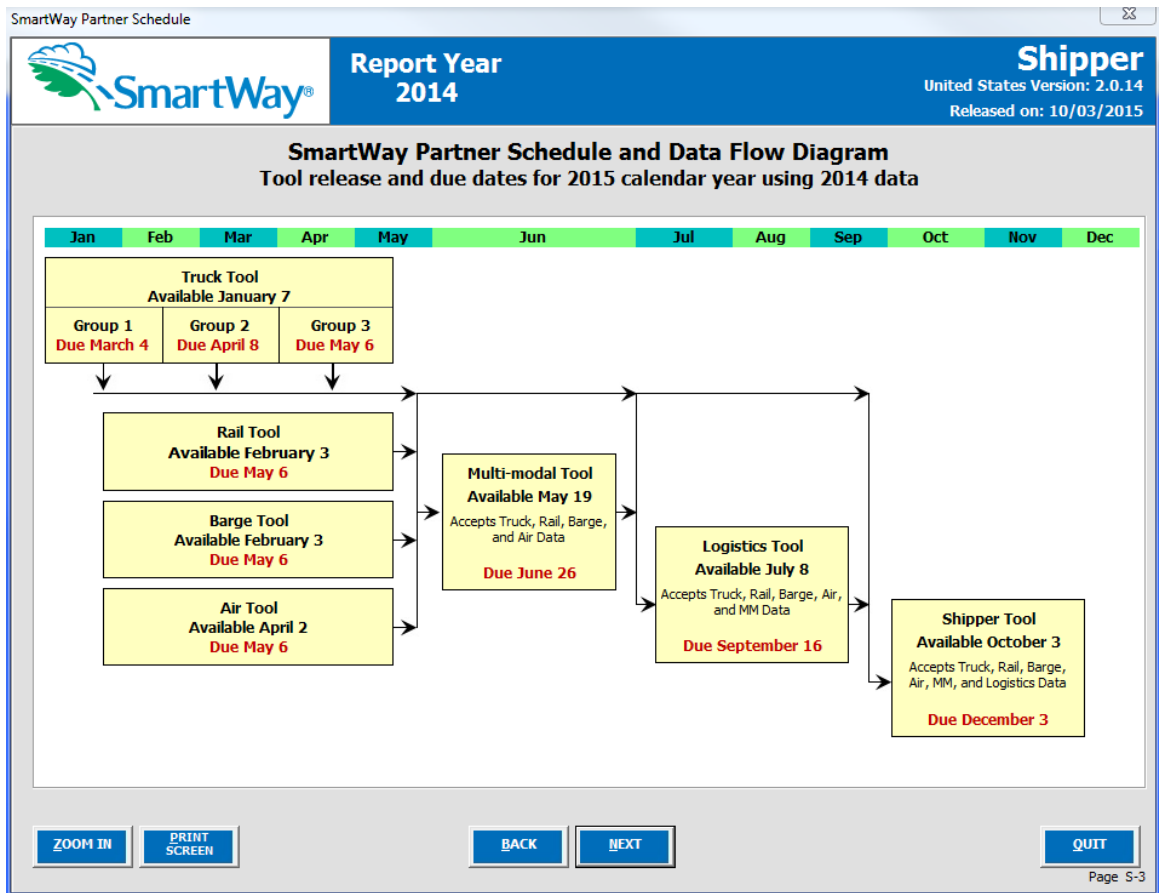 SmartWay Partner Schedule
SmartWay®
Report Year
2014
Shipper
United States Version: 2.0.14
Released on: 10/03/2015
SmartWay Partner Schedule and Data Flow Diagram
Tool release and due dates for 2015 calendar year using 2014 data
Jan Feb Mar Apr May Jun Jul Aug Sep Oct Nov Dec
Truck Tool
Available January 7
Group 1
Due March 4
Group 2
Due April 8
Group 3
Due May 6
Rail Tool
Available February 3
Due May 6
Barge Tool
Available February 3
Due May 6
Air Tool
Available April 2
Due May 6
Multi-modal Tool
Available May 19
Accepts Truck, Rail, Barge,
and Air Data
Due June 26
Logistics Tool
Available July 8
Accepts Truck, Rail, Barge, Air,
and MM Data
Due September 16
Shipper Tool
Available October 3
Accepts Truck, Rail, Barge,
Air, MM, and Logistics Data
Due December 3
ZOOM IN
PRINT
SCREEN
BACK
NEXT
QUIT
Page S-3